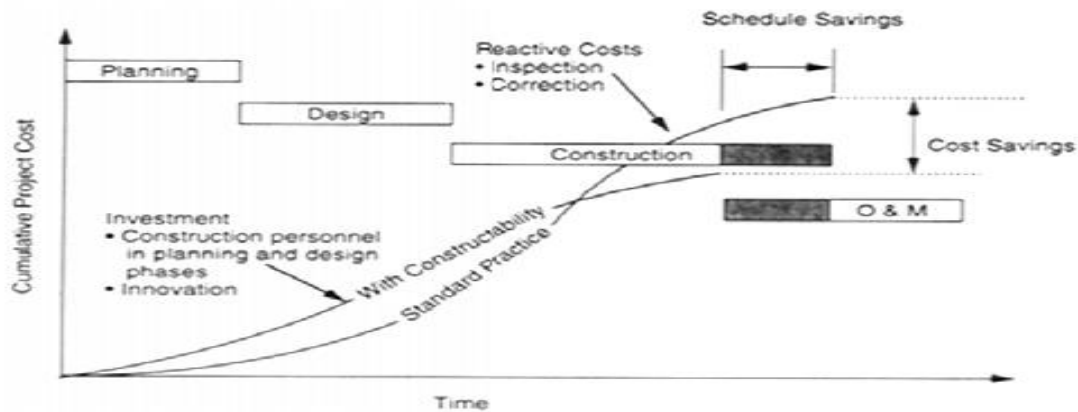 Schedule Savings
Reactive Costs
• Inspection
• Correction
Planning
Design
Construction
Cost Savings
O & M
Investment
• Construction personnel
in planning and design
phases
• Innovation
With Constructability
Standard Practice
Cumulative Project Cost
Time